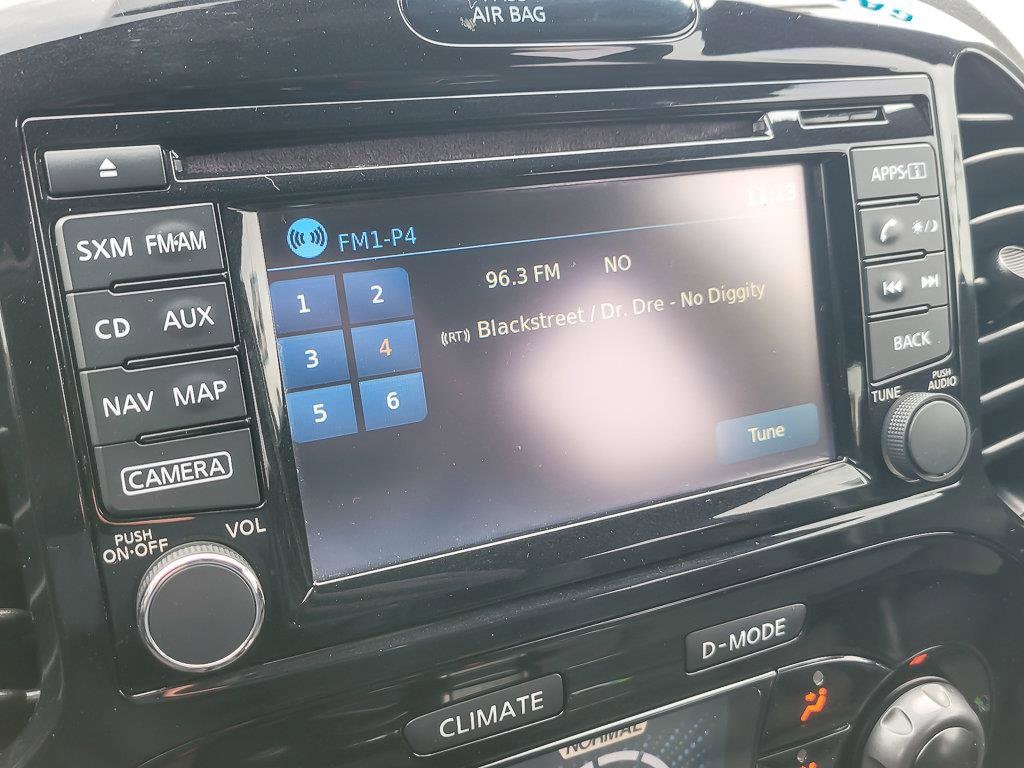 AIR BAG
SXM FM·AM
CD AUX
NAV MAP
CAMERA
PUSH
ON·OFF
VOL
FM1-P4
1 2
3 4
5 6
96.3 FM NO
((RT)) Blackstreet / Dr. Dre - No Diggity
Tune
APPS·i
BACK
TUNE
PUSH
AUDIO
D-MODE
CLIMATE
NORMAL